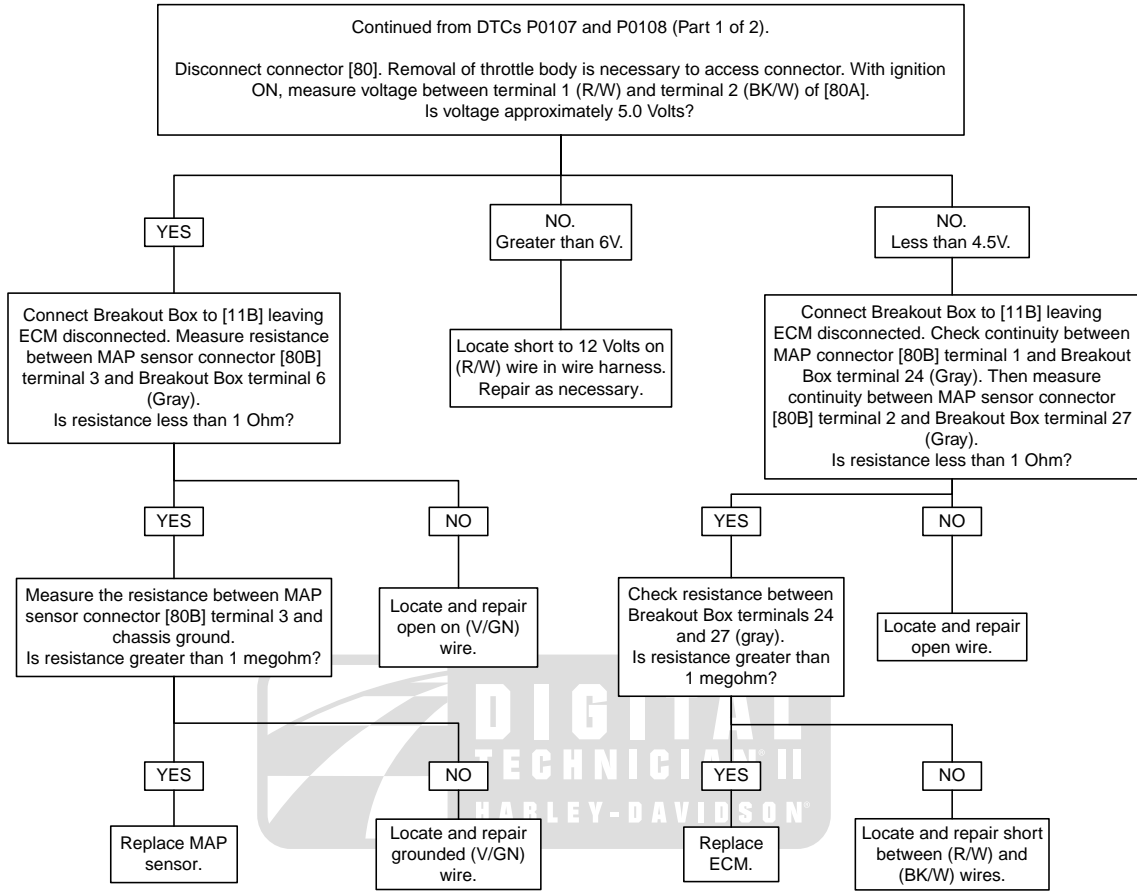 Continued from DTCs P0107 and P0108 (Part 1 of 2).
Disconnect connector [80]. Removal of throttle body is necessary to access connector. With ignition
ON, measure voltage between terminal 1 (R/W) and terminal 2 (BK/W) of [80A].
Is voltage approximately 5.0 Volts?
YES
NO.
Greater than 6V.
NO.
Less than 4.5V.
Connect Breakout Box to [11B] leaving
ECM disconnected. Measure resistance
between MAP sensor connector [80B]
terminal 3 and Breakout Box terminal 6
(Gray).
Is resistance less than 1 Ohm?
Locate short to 12 Volts on
(R/W) wire in wire harness.
Repair as necessary.
Connect Breakout Box to [11B] leaving
ECM disconnected. Check continuity between
MAP connector [80B] terminal 1 and Breakout
Box terminal 24 (Gray). Then measure
continuity between MAP sensor connector
[80B] terminal 2 and Breakout Box terminal 27
(Gray).
Is resistance less than 1 Ohm?
YES
NO
YES
NO
Measure the resistance between MAP
sensor connector [80B] terminal 3 and
chassis ground.
Is resistance greater than 1 megohm?
Locate and repair
open on (V/GN)
wire.
Check resistance between
Breakout Box terminals 24
and 27 (gray).
Is resistance greater than
1 megohm?
Locate and repair
open wire.
DIGITAL
TECHNICIAN II
HARLEY-DAVIDSON®
YES
NO
YES
NO
Replace MAP
sensor.
Locate and repair
grounded (V/GN)
wire.
Replace
ECM.
Locate and repair short
between (R/W) and
(BK/W) wires.